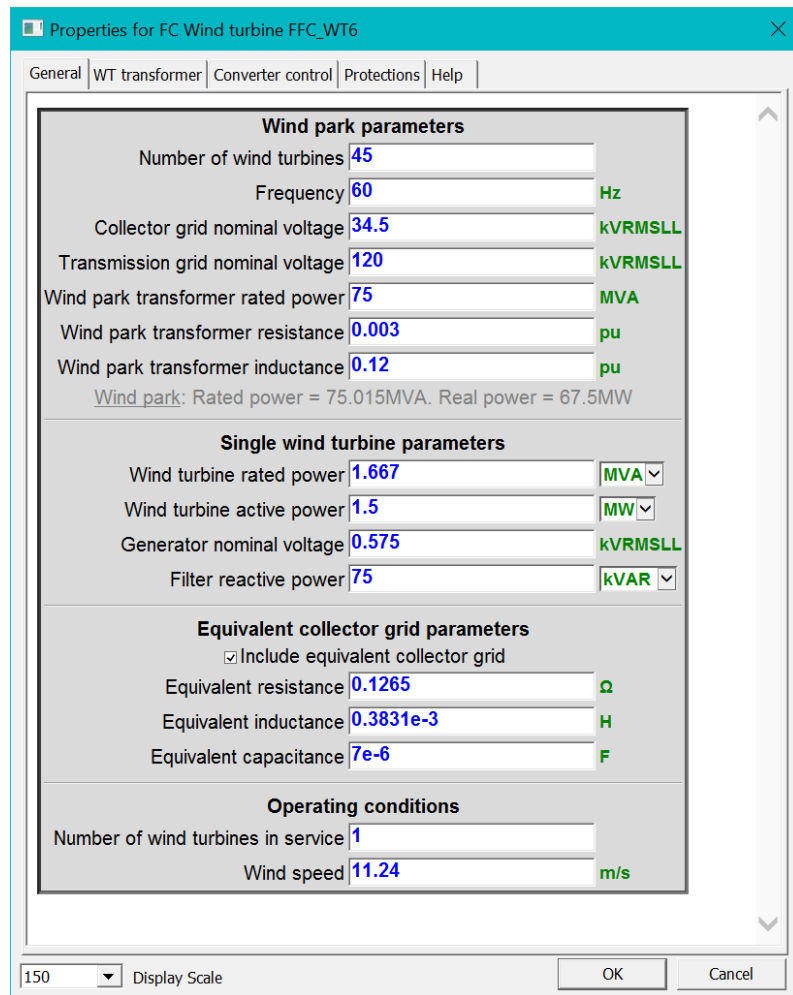 Properties for FC Wind turbine FFC_WT6
General WT transformer Converter control Protections Help
Wind park parameters
Number of wind turbines 45
Frequency 60 Hz
Collector grid nominal voltage 34.5 kVRMSLL
Transmission grid nominal voltage 120 kVRMSLL
Wind park transformer rated power 75 MVA
Wind park transformer resistance 0.003 pu
Wind park transformer inductance 0.12 pu
Wind park: Rated power = 75.015MVA. Real power = 67.5MW
Single wind turbine parameters
Wind turbine rated power 1.667 MVA
Wind turbine active power 1.5 MW
Generator nominal voltage 0.575 kVRMSLL
Filter reactive power 75 kVAR
Equivalent collector grid parameters
Include equivalent collector grid
Equivalent resistance 0.1265 Ω
Equivalent inductance 0.3831e-3 H
Equivalent capacitance 7e-6 F
Operating conditions
Number of wind turbines in service 1
Wind speed 11.24 m/s
150 Display Scale OK Cancel